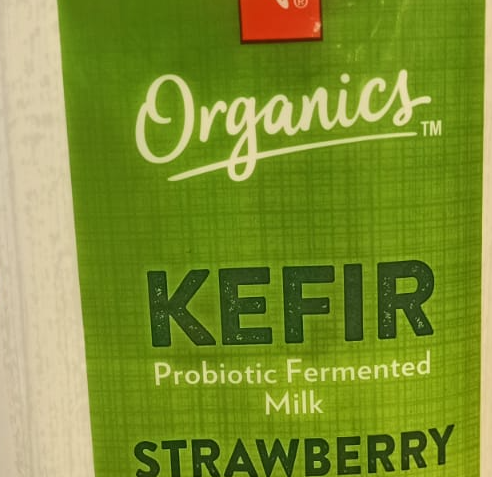 ®
Organics™
KEFIR
Probiotic Fermented
Milk
STRAWBERRY